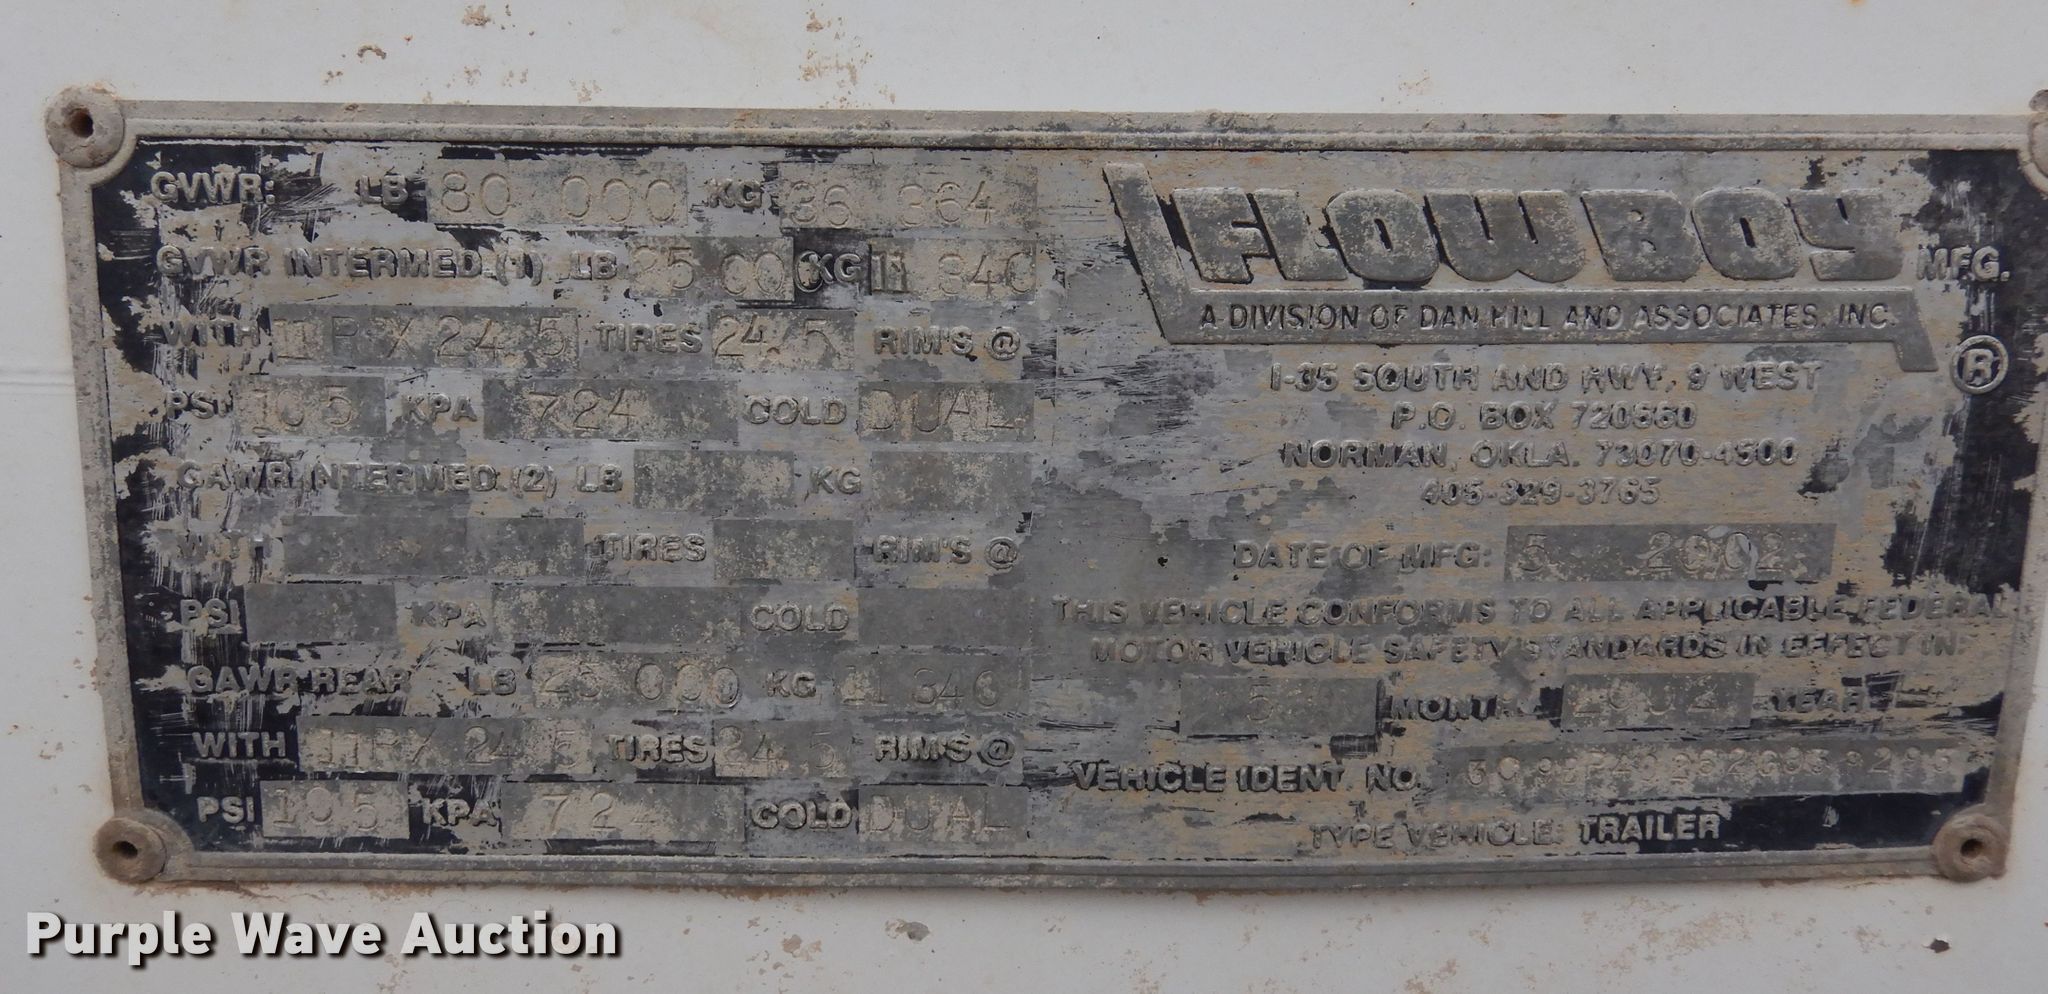 GVWR: LB 80 000 KG 36 364
GVWR INTERMED.(1) LB 25 000 KG 11 340
WITH 11R X 24.5 TIRES 24.5 RIM'S @
PSI 105 KPA 724 COLD DUAL
GAWR INTERMED.(2) LB KG
WITH TIRES RIM'S @
PSI KPA COLD
GAWR REAR LB 25 000 KG 11 340
WITH 11RX 24.5 TIRES 24.5 RIM'S @
PSI 105 KPA 724 COLD DUAL
FLOW BOY MFG.
A DIVISION OF DAN HILL AND ASSOCIATES, INC. ®
I-35 SOUTH AND HWY. 9 WEST
P.O. BOX 720660
NORMAN, OKLA. 73070-4500
405-329-3765
DATE OF MFG: 5 2002
THIS VEHICLE CONFORMS TO ALL APPLICABLE FEDERAL
MOTOR VEHICLE SAFETY STANDARDS IN EFFECT IN:
5 MONTH 2002 YEAR
VEHICLE IDENT. NO.
TYPE VEHICLE: TRAILER
Purple Wave Auction